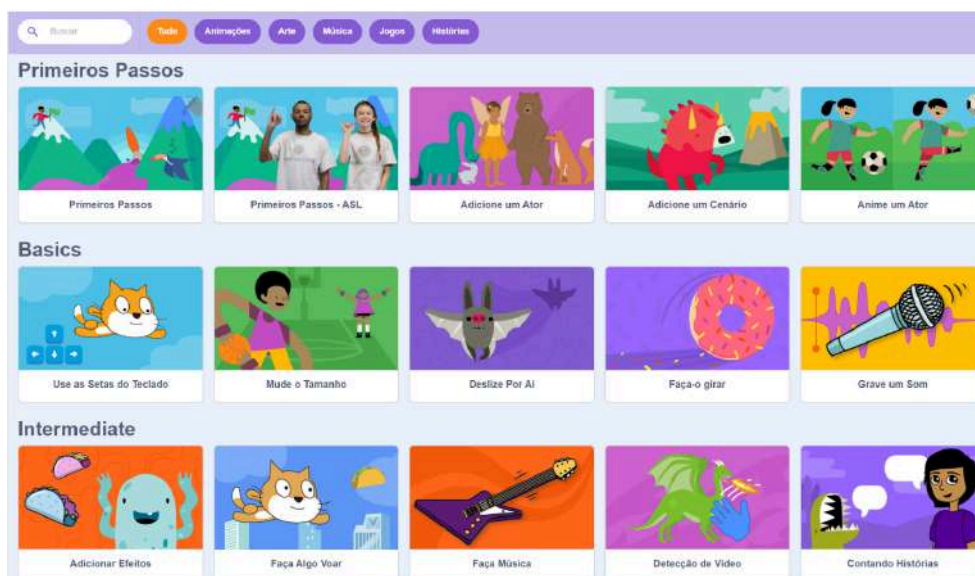 Buscar Tudo Animações Arte Música Jogos Histórias
Primeiros Passos
Primeiros Passos Primeiros Passos - ASL Adicione um Ator Adicione um Cenário Anime um Ator
Basics
Use as Setas do Teclado Mude o Tamanho Deslize Por Aí Faça-o girar Grave um Som
Intermediate
Adicionar Efeitos Faça Algo Voar Faça Música Detecção de Vídeo Contando Histórias